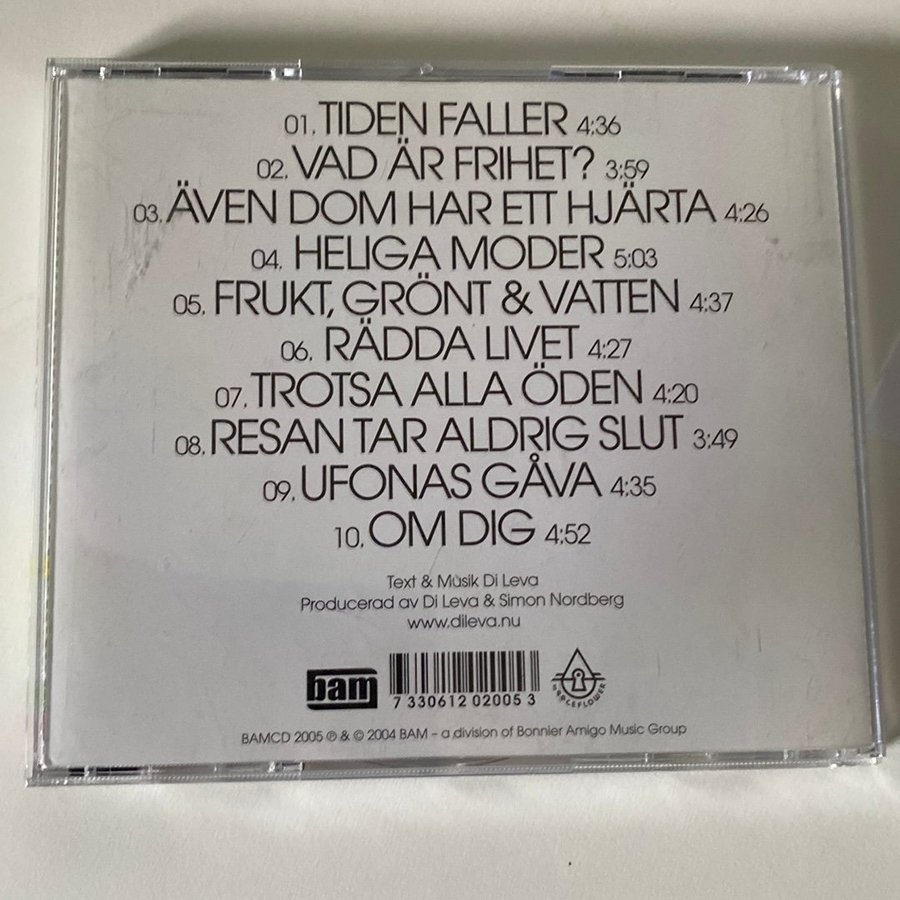 01. TIDEN FALLER 4:36
02. VAD ÄR FRIHET? 3:59
03. ÄVEN DOM HAR ETT HJÄRTA 4:26
04. HELIGA MODER 5:03
05. FRUKT, GRÖNT & VATTEN 4:37
06. RÄDDA LIVET 4:27
07. TROTSA ALLA ÖDEN 4:20
08. RESAN TAR ALDRIG SLUT 3:49
09. UFONAS GÅVA 4:35
10. OM DIG 4:52
Text & Musik Di Leva
Producerad av Di Leva & Simon Nordberg
www.dileva.nu
bam
7 330612 02005 3
SPACEFLOWER
BAMCD 2005 ℗ & © 2004 BAM – a division of Bonnier Amigo Music Group